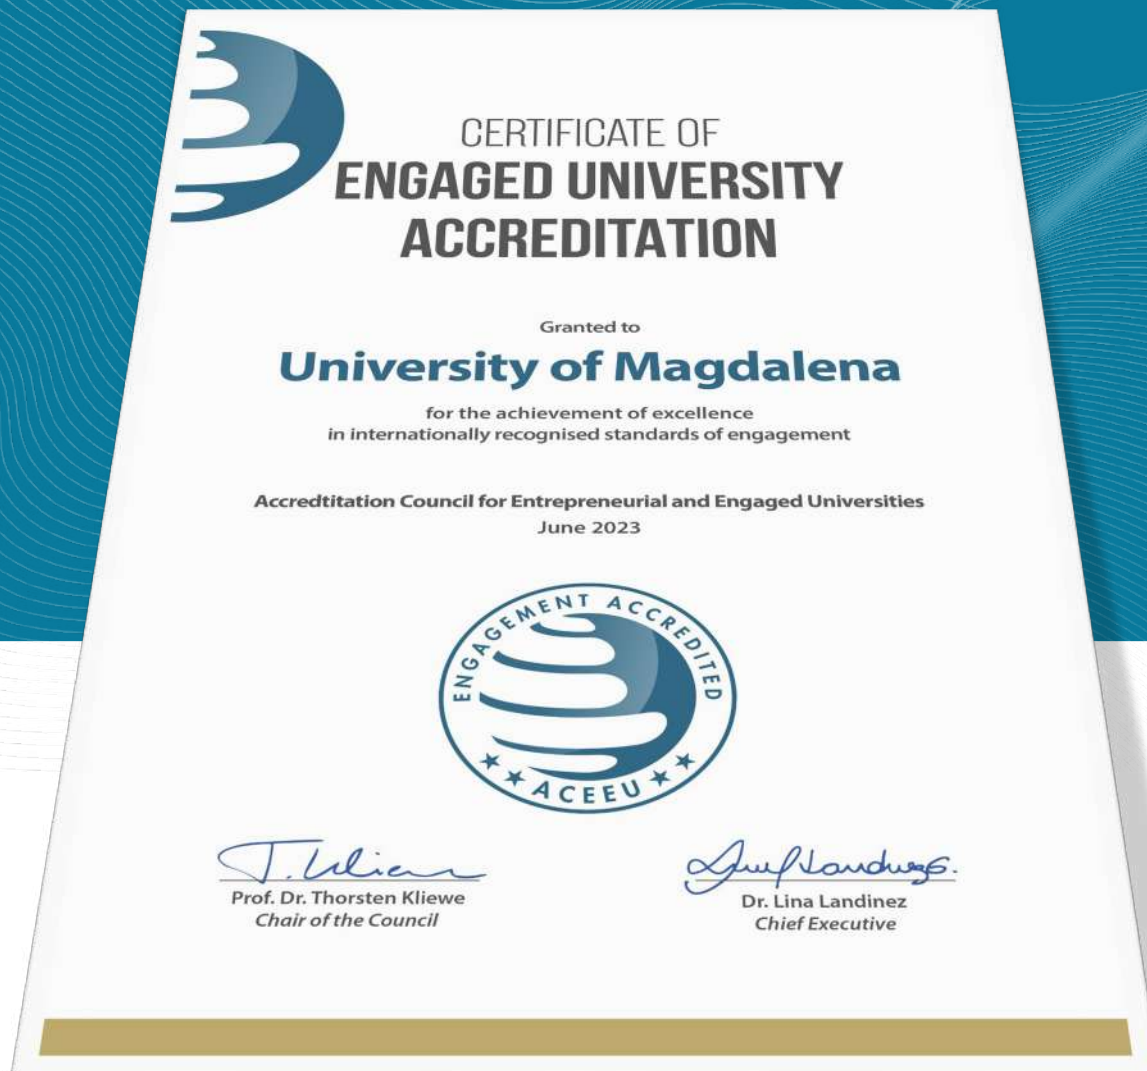 CERTIFICATE OF
ENGAGED UNIVERSITY
ACCREDITATION
Granted to
University of Magdalena
for the achievement of excellence
in internationally recognised standards of engagement
Accredtitation Council for Entrepreneurial and Engaged Universities
June 2023
ENGAGEMENT ACCREDITED
ACEEU
Prof. Dr. Thorsten Kliewe
Chair of the Council
Dr. Lina Landinez
Chief Executive